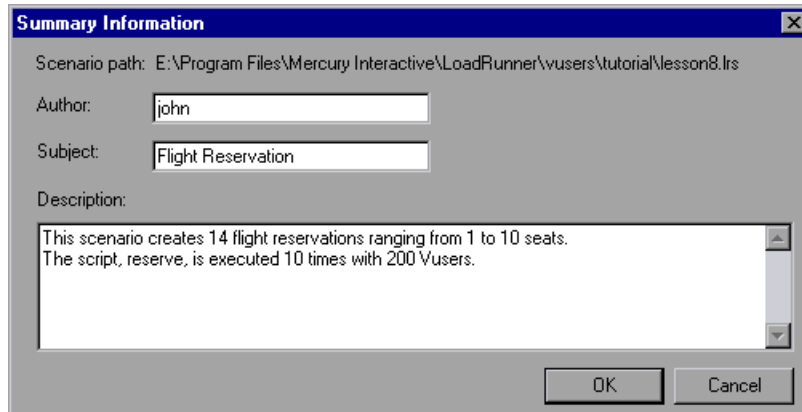 Summary Information
Scenario path: E:\Program Files\Mercury Interactive\LoadRunner\vusers\tutorial\lesson8.lrs
Author: john
Subject: Flight Reservation
Description:
This scenario creates 14 flight reservations ranging from 1 to 10 seats.
The script, reserve, is executed 10 times with 200 Vusers.
OK Cancel